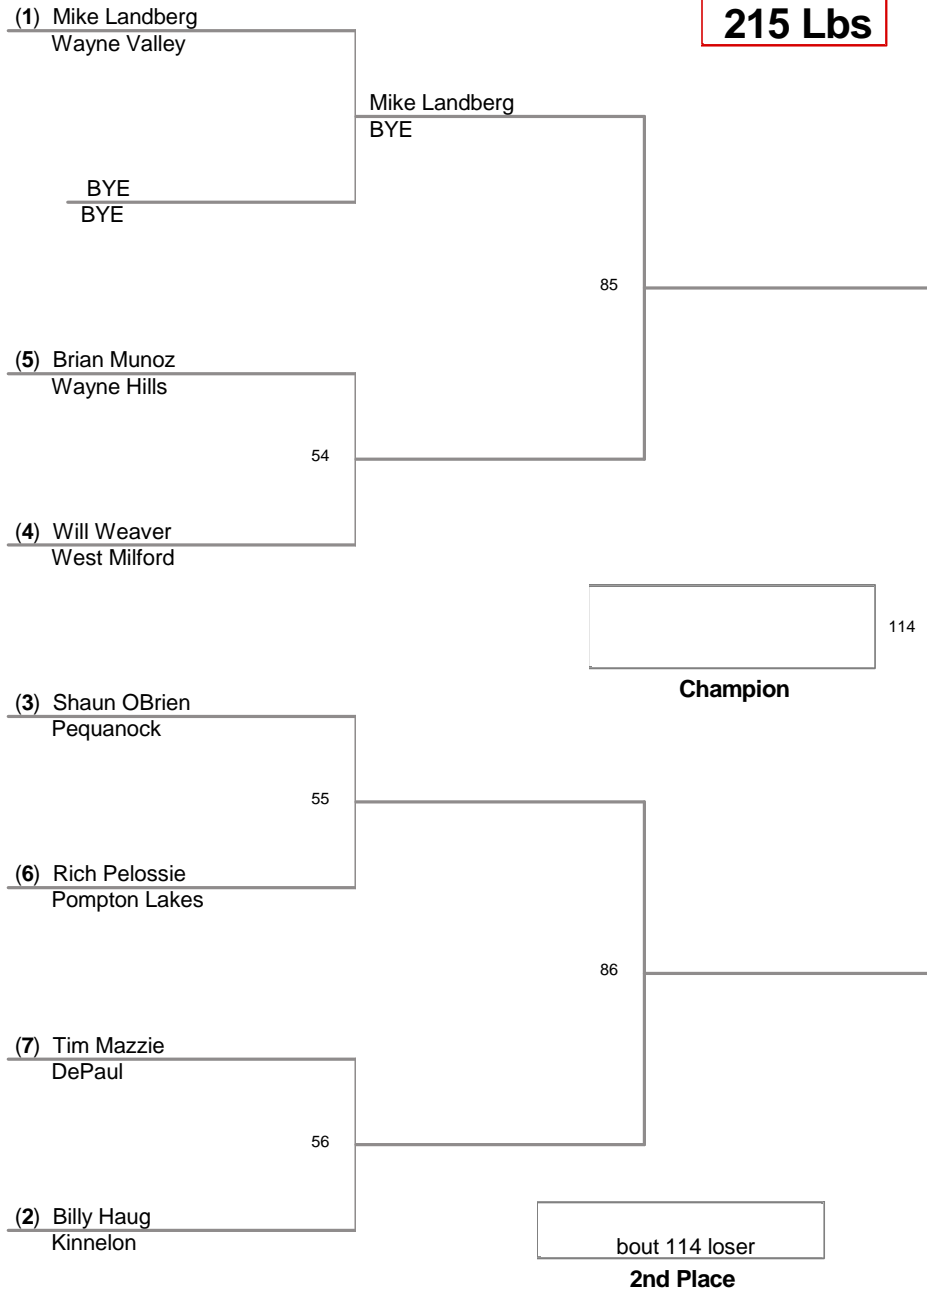 (1) Mike Landberg
Wayne Valley
215 Lbs
Mike Landberg
BYE
BYE
BYE
85
(5) Brian Munoz
Wayne Hills
54
(4) Will Weaver
West Milford
114
Champion
(3) Shaun OBrien
Pequanock
55
(6) Rich Pelossie
Pompton Lakes
86
(7) Tim Mazzie
DePaul
56
(2) Billy Haug
Kinnelon
bout 114 loser
2nd Place